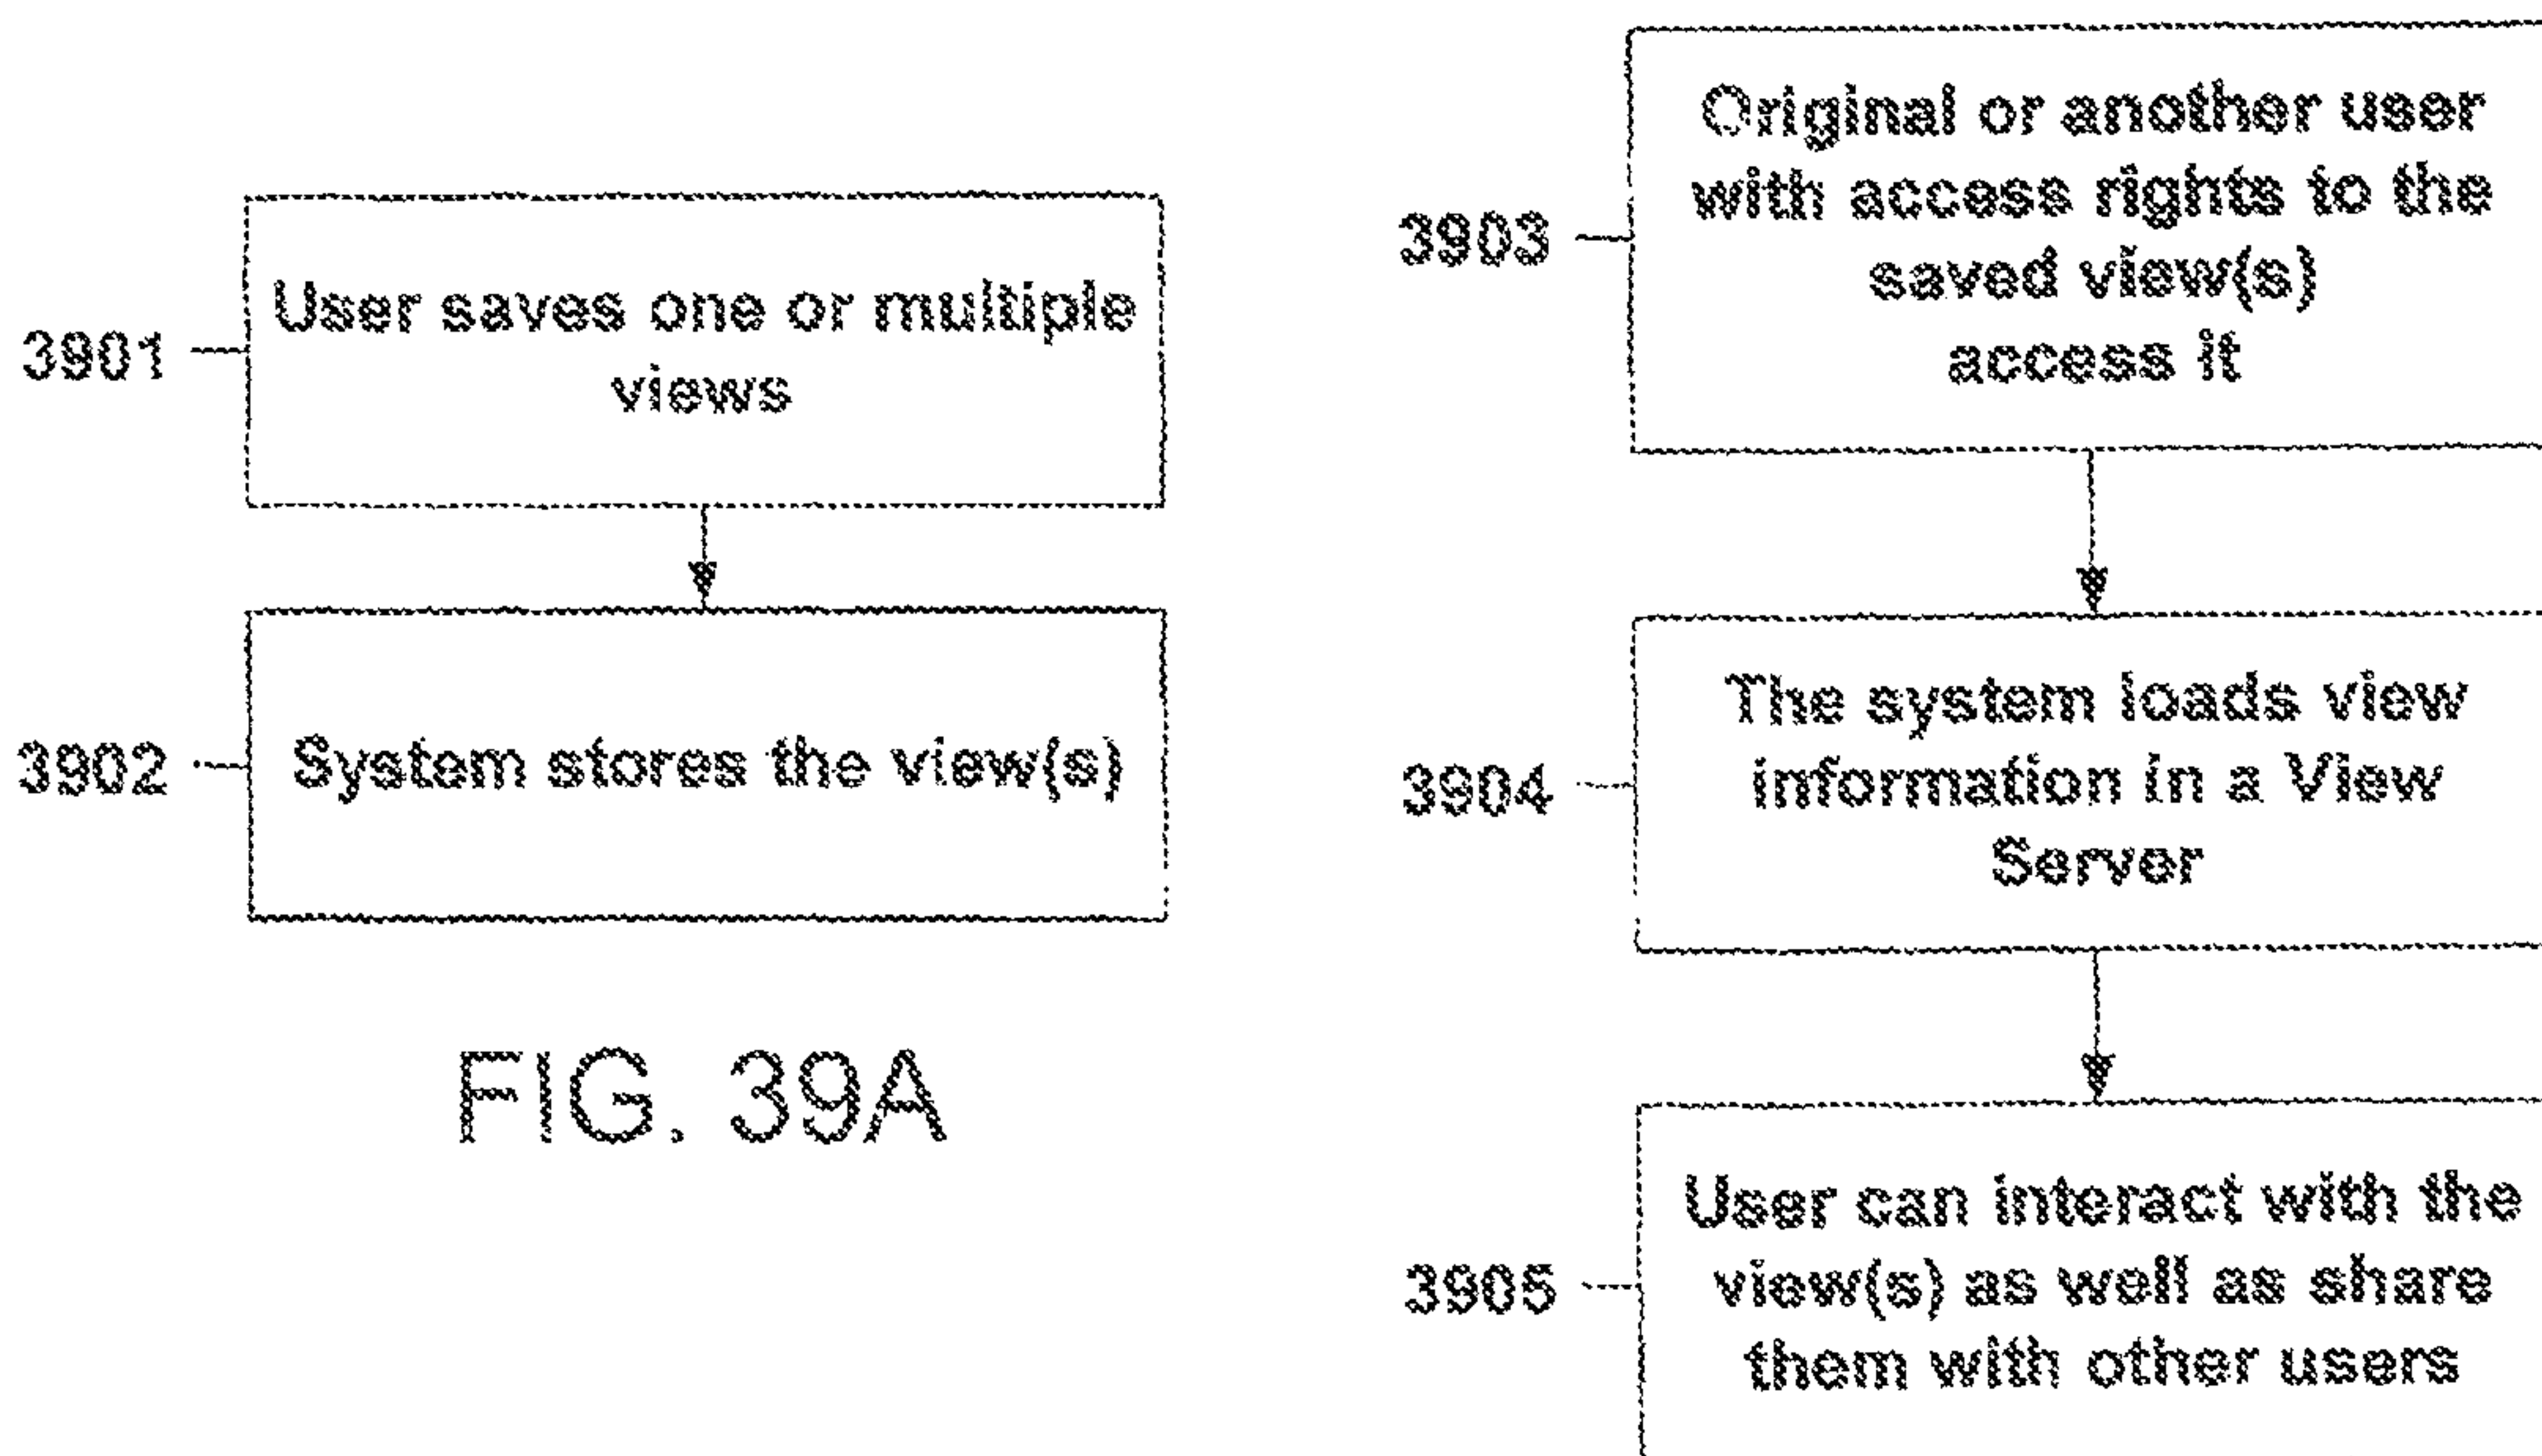 3901
User saves one or multiple
views
3902
System stores the view(s)
FIG. 39A
3903
Original or another user
with access rights to the
saved view(s)
access it
3904
The system loads view
information in a View
Server
3905
User can interact with the
view(s) as well as share
them with other users